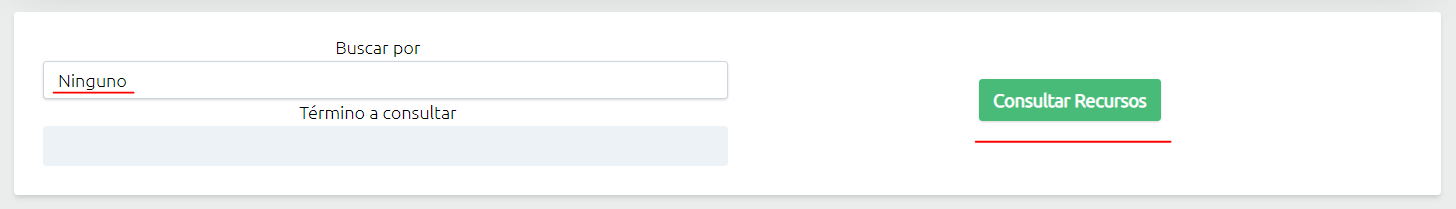 Buscar por
Ninguno
Término a consultar
Consultar Recursos